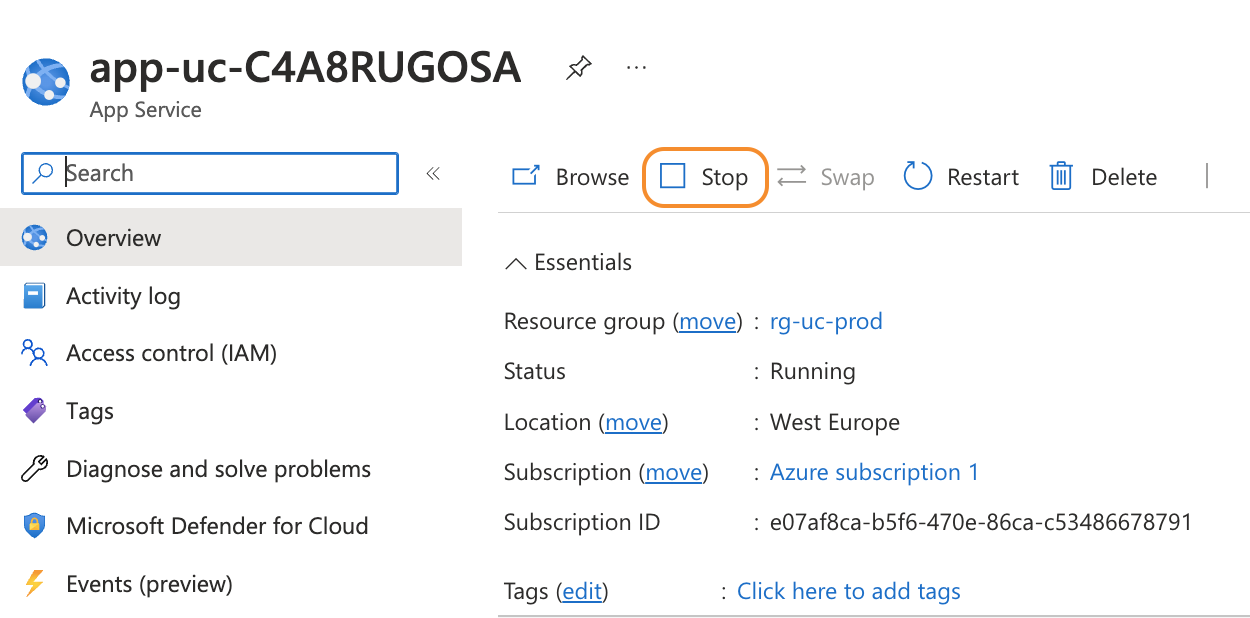 app-uc-C4A8RUGOSA
...
App Service
Search
«
Browse Stop Swap Restart Delete
Overview
Activity log
Access control (IAM)
Tags
Diagnose and solve problems
Microsoft Defender for Cloud
Events (preview)
Essentials
Resource group (move) : rg-uc-prod
Status : Running
Location (move) : West Europe
Subscription (move) : Azure subscription 1
Subscription ID : e07af8ca-b5f6-470e-86ca-c53486678791
Tags (edit) : Click here to add tags